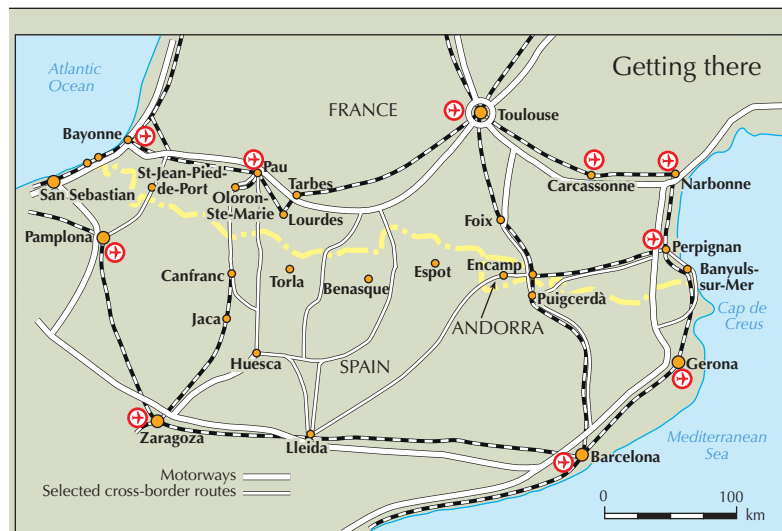 Getting there
Atlantic
Ocean
FRANCE
Toulouse
Bayonne
Pau
St-Jean-Pied-
de-Port
Tarbes
Carcassonne
Narbonne
San Sebastian
Oloron-
Ste-Marie
Lourdes
Foix
Pamplona
Perpignan
Canfranc
Torla
Benasque
Espot
Encamp
Banyuls-
sur-Mer
Puigcerdà
Cap de
Creus
Jaca
ANDORRA
Huesca
SPAIN
Gerona
Zaragoza
Lleida
Mediterranean
Sea
Barcelona
Motorways
Selected cross-border routes
0 100
km